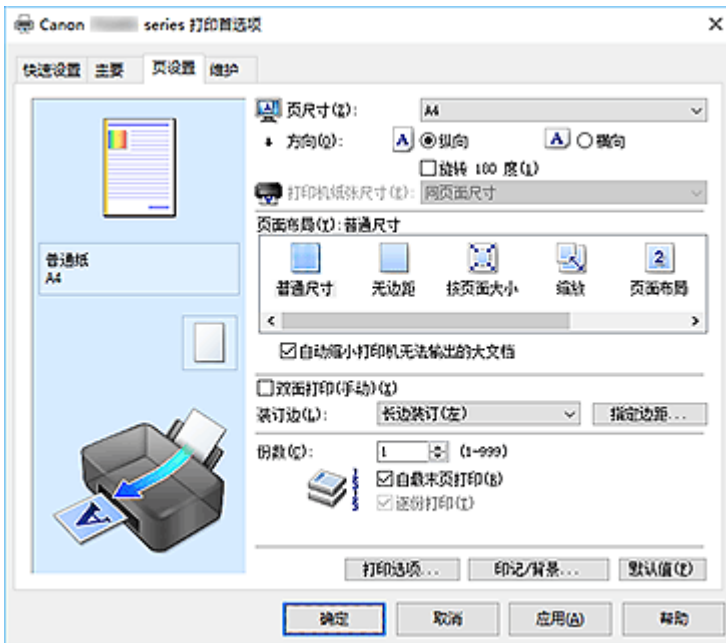 Canon series 打印首选项
快速设置 主要 页设置 维护
页尺寸(Z): A4
方向(O): A 纵向 A 横向
旋转 180 度(1)
打印机纸张尺寸(E): 同页面尺寸
页面布局(Y):普通尺寸
普通尺寸 无边距 按页面大小 缩放 2 页面布局
自动缩小打印机无法输出的大文档
普通纸
A4
双面打印(手动)(X)
装订边(L): 长边装订(左) 指定边距...
份数(C): 1 (1-999)
自最末页打印(B)
逐份打印(T)
A
打印选项... 印记/背景... 默认值(F)
确定 取消 应用(A) 帮助